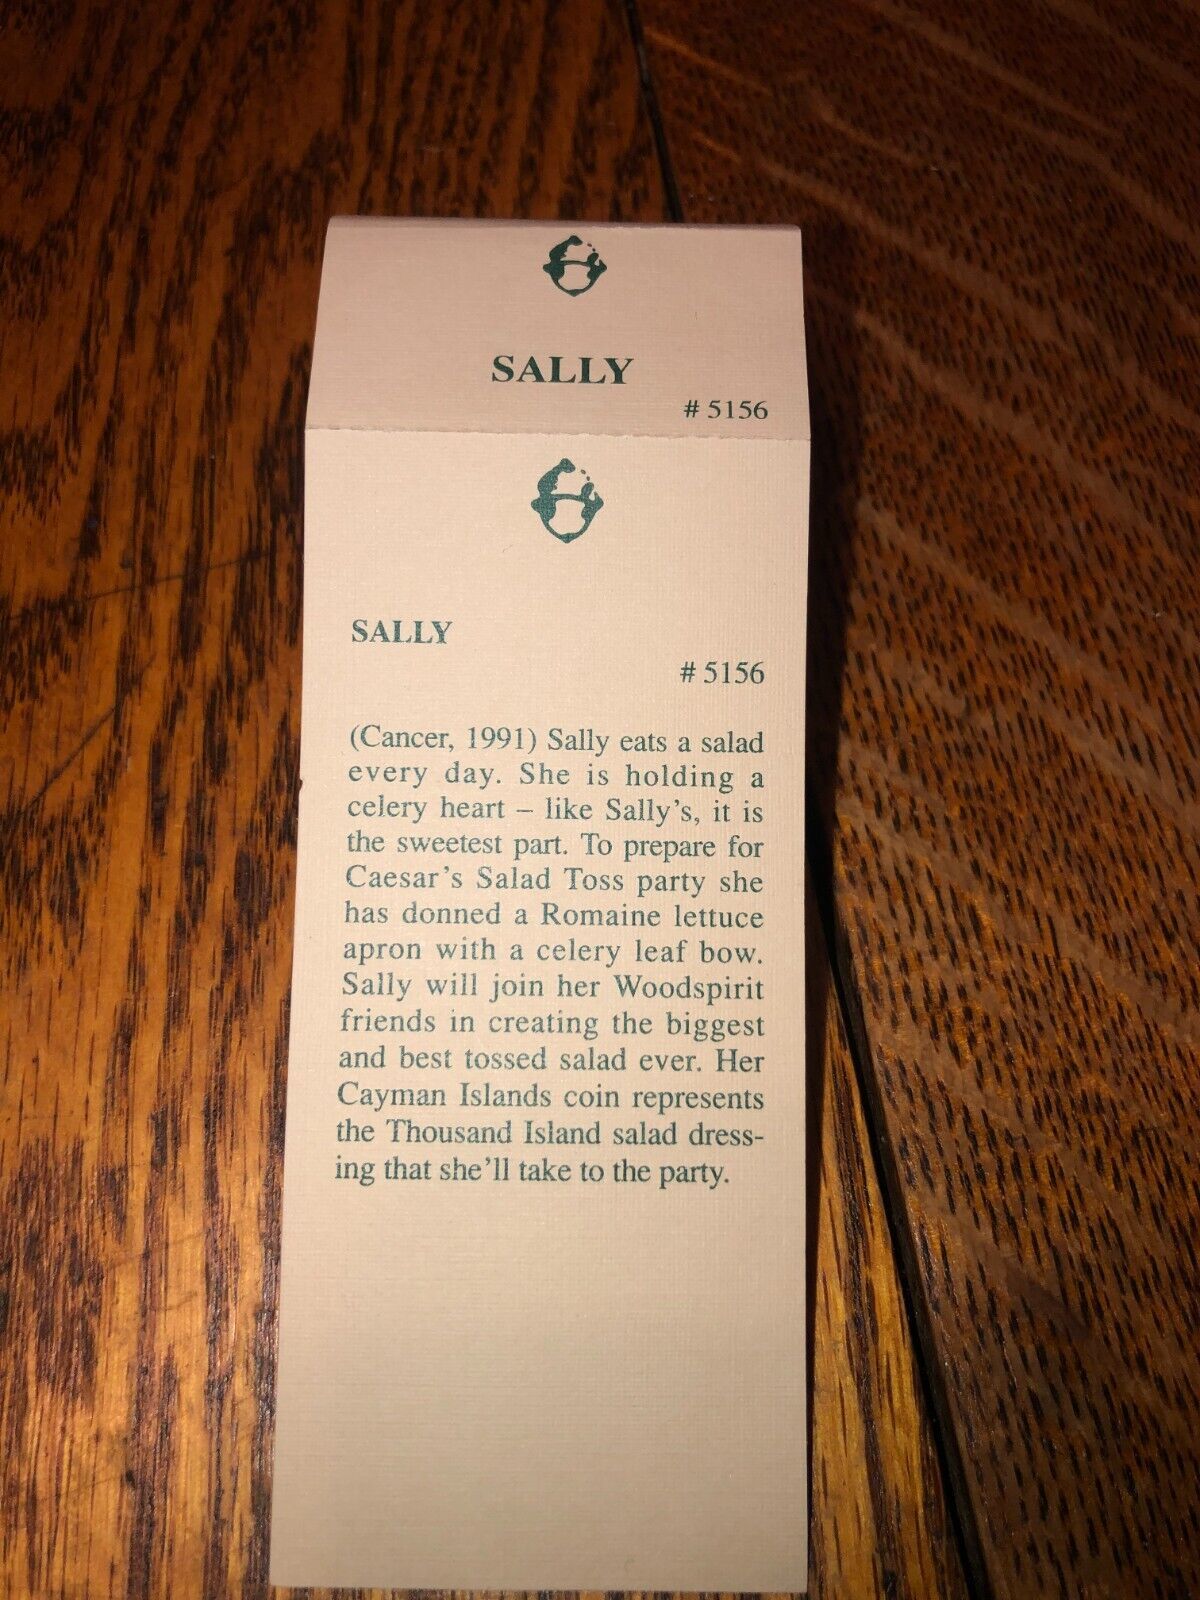 SALLY
# 5156
SALLY
# 5156
(Cancer, 1991) Sally eats a salad
every day. She is holding a
celery heart – like Sally's, it is
the sweetest part. To prepare for
Caesar's Salad Toss party she
has donned a Romaine lettuce
apron with a celery leaf bow.
Sally will join her Woodspirit
friends in creating the biggest
and best tossed salad ever. Her
Cayman Islands coin represents
the Thousand Island salad dress-
ing that she'll take to the party.